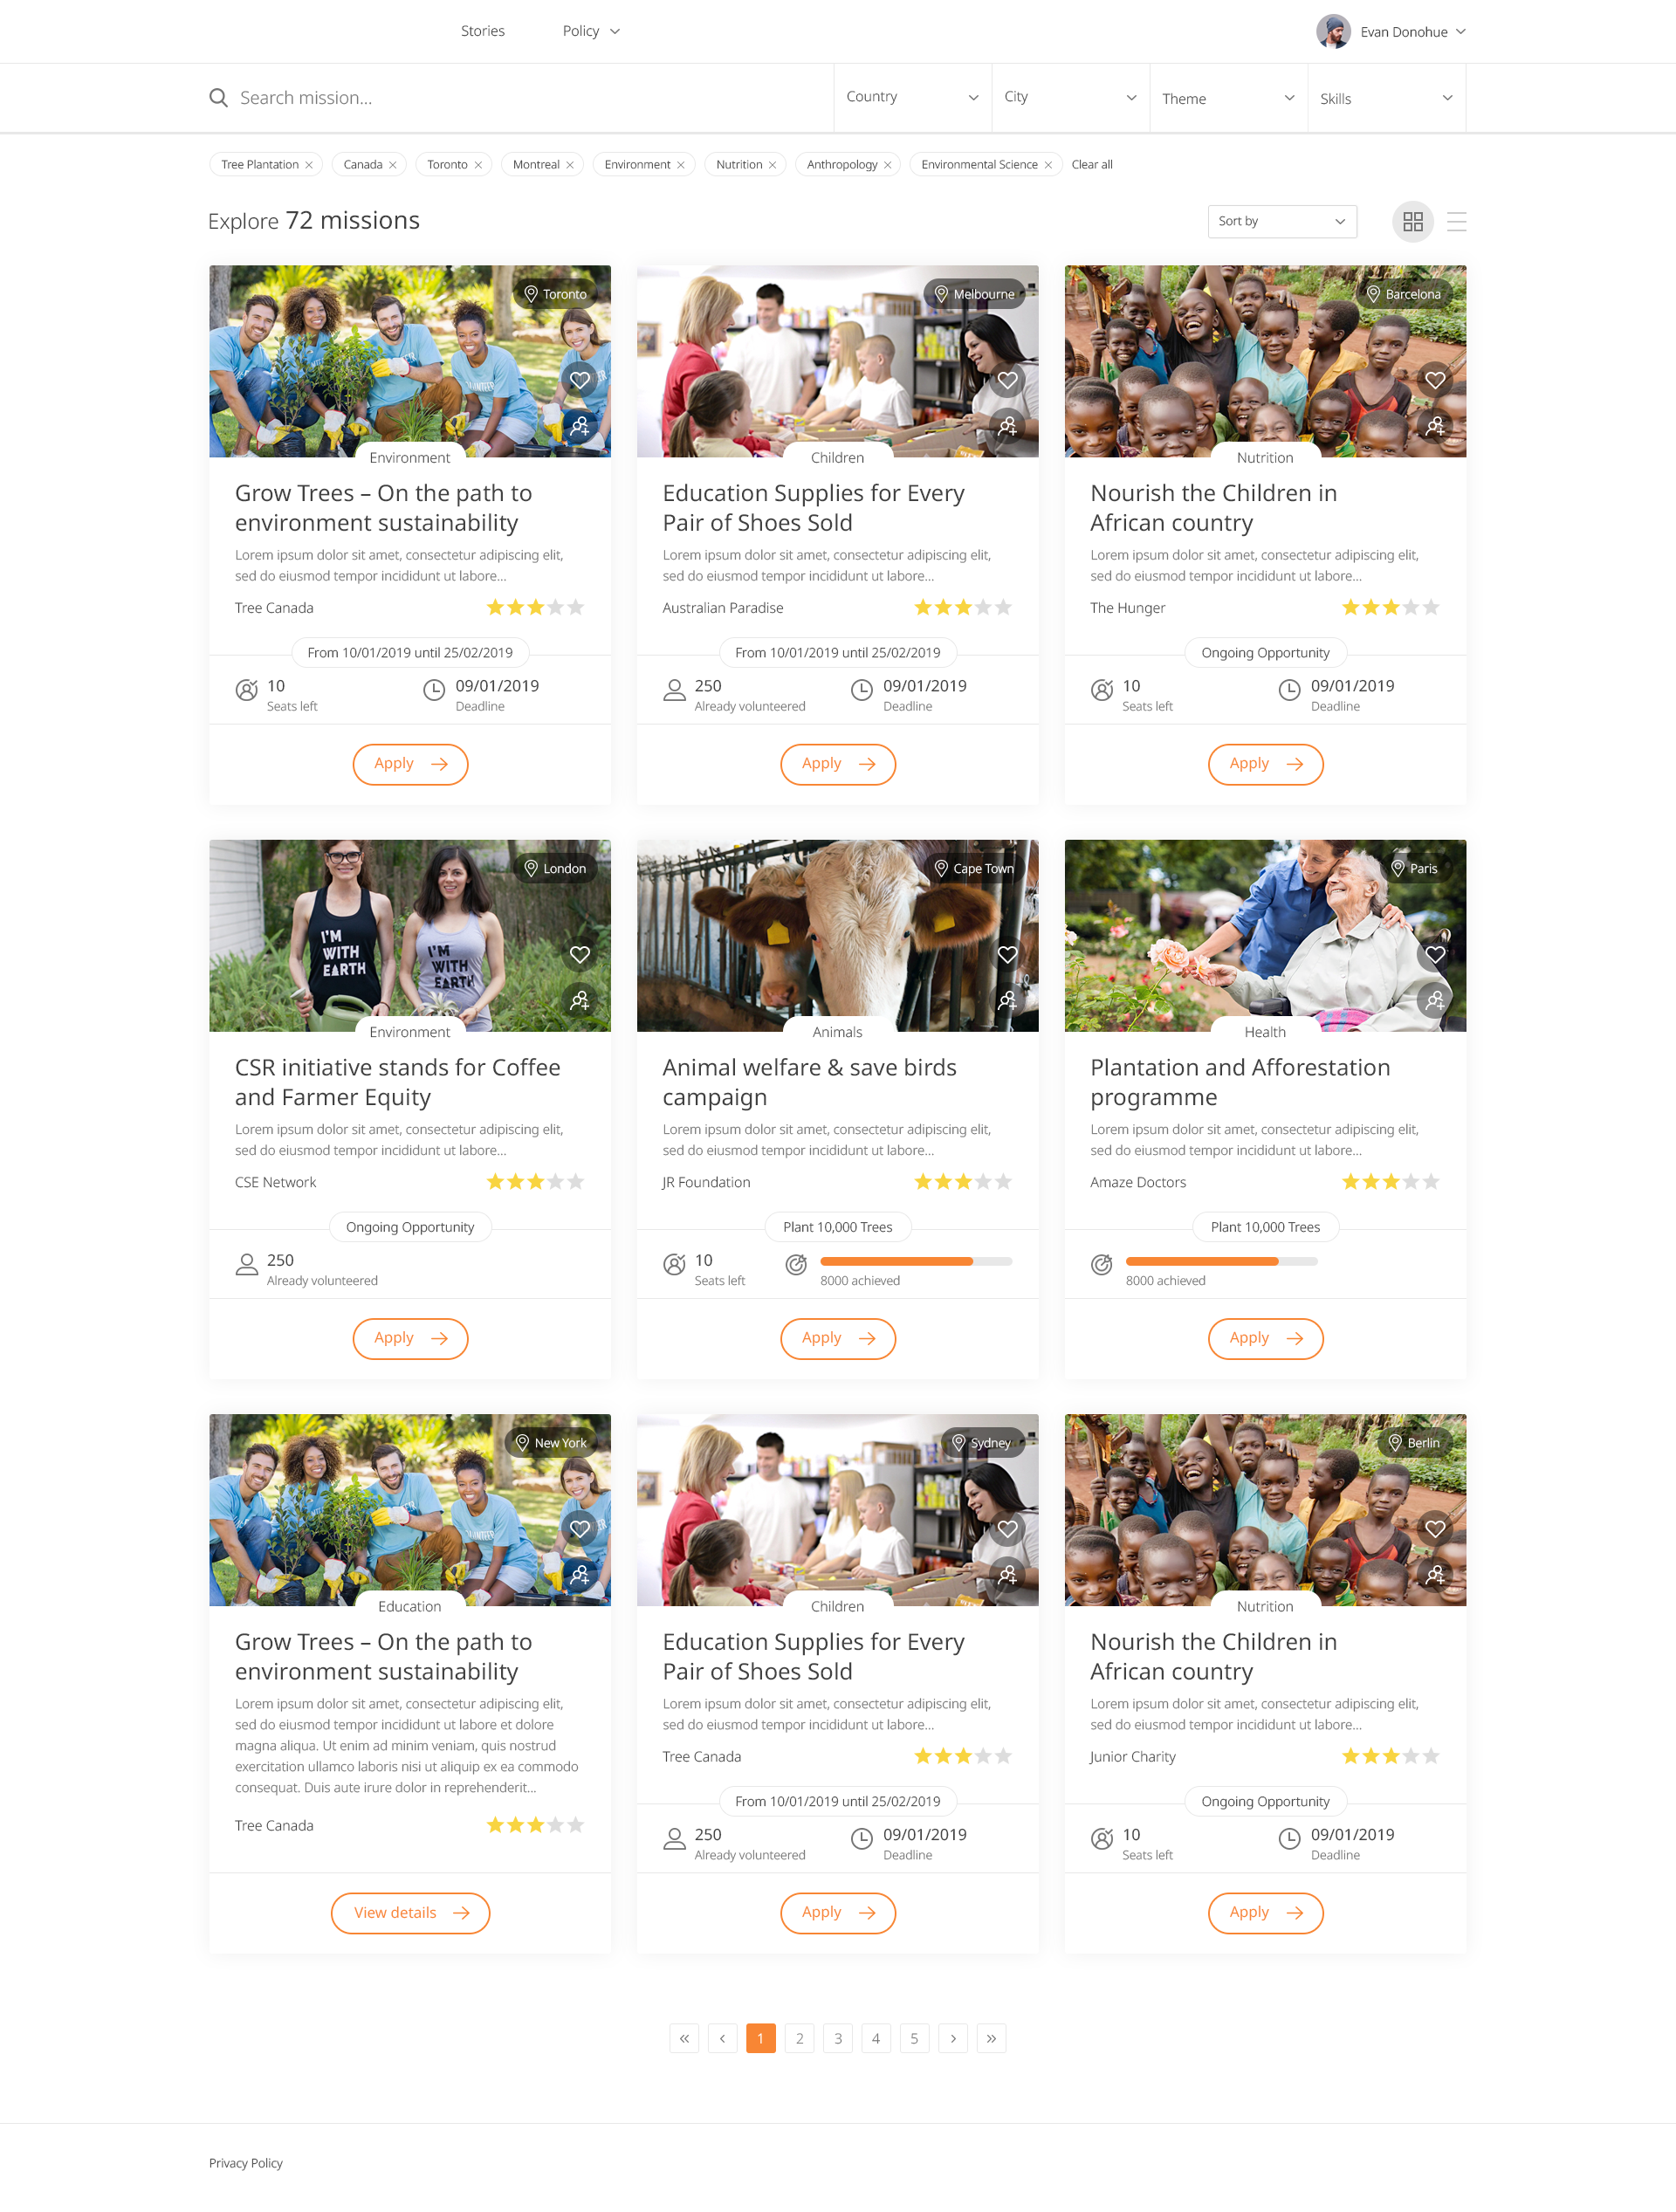 Stories
Policy
Evan Donohue
Search mission...
Country
City
Theme
Skills
Tree Plantation
Canada
Toronto
Montreal
Environment
Nutrition
Anthropology
Environmental Science
Clear all
Explore 72 missions
Sort by
Toronto
Environment
Grow Trees – On the path to
environment sustainability
Lorem ipsum dolor sit amet, consectetur adipiscing elit,
sed do eiusmod tempor incididunt ut labore...
Tree Canada
From 10/01/2019 until 25/02/2019
10
Seats left
09/01/2019
Deadline
Apply
Melbourne
Children
Education Supplies for Every
Pair of Shoes Sold
Lorem ipsum dolor sit amet, consectetur adipiscing elit,
sed do eiusmod tempor incididunt ut labore...
Australian Paradise
From 10/01/2019 until 25/02/2019
250
Already volunteered
09/01/2019
Deadline
Apply
Barcelona
Nutrition
Nourish the Children in
African country
Lorem ipsum dolor sit amet, consectetur adipiscing elit,
sed do eiusmod tempor incididunt ut labore...
The Hunger
Ongoing Opportunity
10
Seats left
09/01/2019
Deadline
Apply
London
I'M
WITH
EARTH
I'M
WITH
EARTH
Environment
CSR initiative stands for Coffee
and Farmer Equity
Lorem ipsum dolor sit amet, consectetur adipiscing elit,
sed do eiusmod tempor incididunt ut labore...
CSE Network
Ongoing Opportunity
250
Already volunteered
Apply
Cape Town
Animals
Animal welfare & save birds
campaign
Lorem ipsum dolor sit amet, consectetur adipiscing elit,
sed do eiusmod tempor incididunt ut labore...
JR Foundation
Plant 10,000 Trees
10
Seats left
8000 achieved
Apply
Paris
Health
Plantation and Afforestation
programme
Lorem ipsum dolor sit amet, consectetur adipiscing elit,
sed do eiusmod tempor incididunt ut labore...
Amaze Doctors
Plant 10,000 Trees
8000 achieved
Apply
New York
Education
Grow Trees – On the path to
environment sustainability
Lorem ipsum dolor sit amet, consectetur adipiscing elit,
sed do eiusmod tempor incididunt ut labore et dolore
magna aliqua. Ut enim ad minim veniam, quis nostrud
exercitation ullamco laboris nisi ut aliquip ex ea commodo
consequat. Duis aute irure dolor in reprehenderit...
Tree Canada
View details
Sydney
Children
Education Supplies for Every
Pair of Shoes Sold
Lorem ipsum dolor sit amet, consectetur adipiscing elit,
sed do eiusmod tempor incididunt ut labore...
Tree Canada
From 10/01/2019 until 25/02/2019
250
Already volunteered
09/01/2019
Deadline
Apply
Berlin
Nutrition
Nourish the Children in
African country
Lorem ipsum dolor sit amet, consectetur adipiscing elit,
sed do eiusmod tempor incididunt ut labore...
Junior Charity
Ongoing Opportunity
10
Seats left
09/01/2019
Deadline
Apply
« ‹ 1 2 3 4 5 › »
Privacy Policy